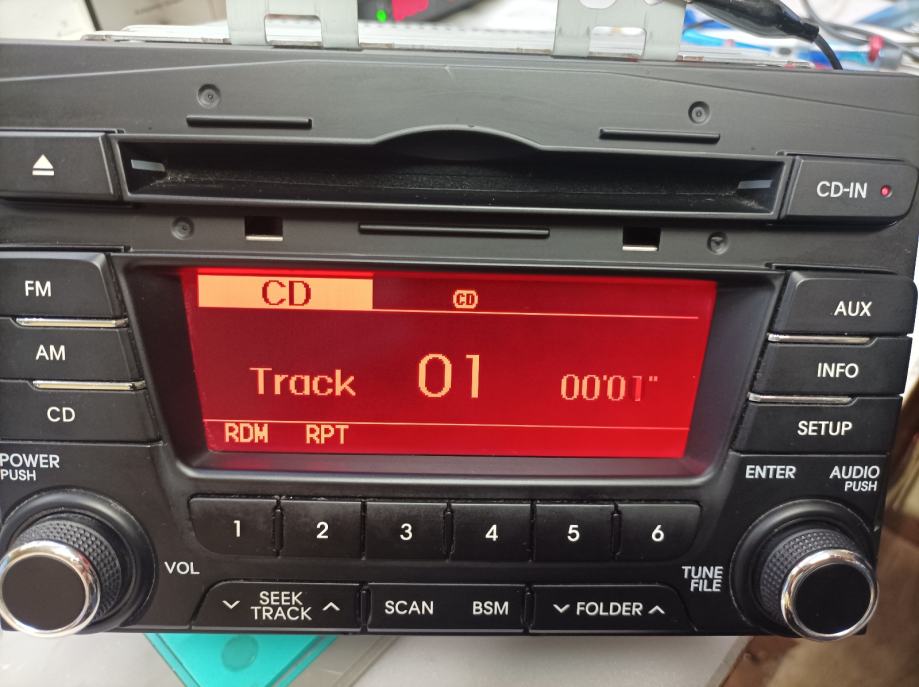 CD-IN
FM
AM
CD
CD CD
Track 01 00'01"
RDM RPT
AUX
INFO
SETUP
POWER
PUSH
ENTER
AUDIO
PUSH
1 2 3 4 5 6
VOL
SEEK
TRACK
SCAN BSM
FOLDER
TUNE
FILE